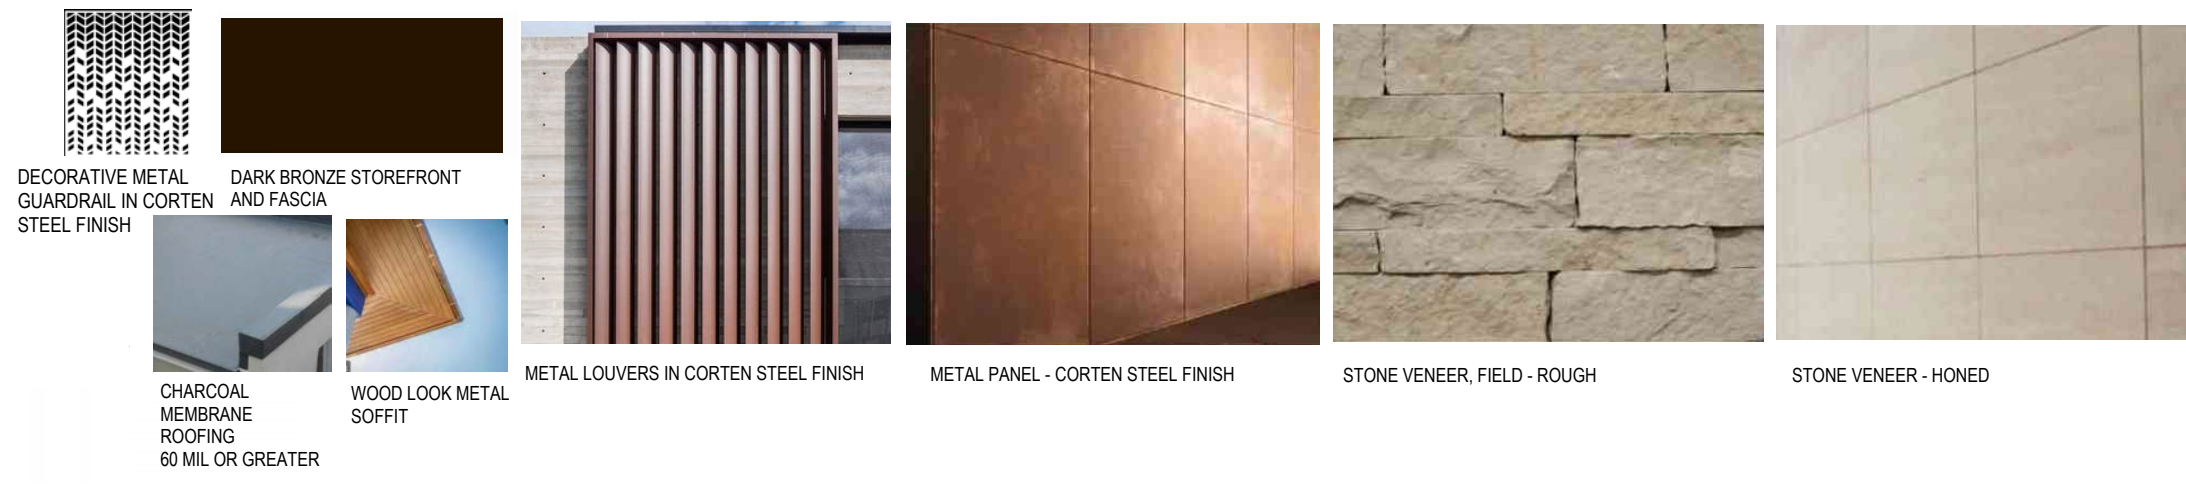 DECORATIVE METAL
GUARDRAIL IN CORTEN
STEEL FINISH
DARK BRONZE STOREFRONT
AND FASCIA
CHARCOAL
MEMBRANE
ROOFING
60 MIL OR GREATER
WOOD LOOK METAL
SOFFIT
METAL LOUVERS IN CORTEN STEEL FINISH
METAL PANEL - CORTEN STEEL FINISH
STONE VENEER, FIELD - ROUGH
STONE VENEER - HONED